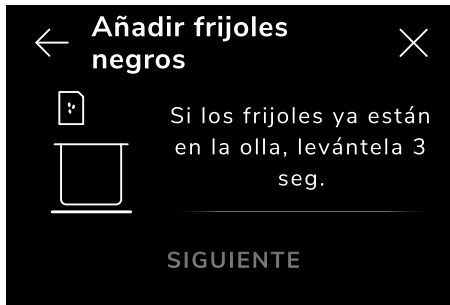 Añadir frijoles
negros
Si los frijoles ya están
en la olla, levántela 3
seg.
SIGUIENTE